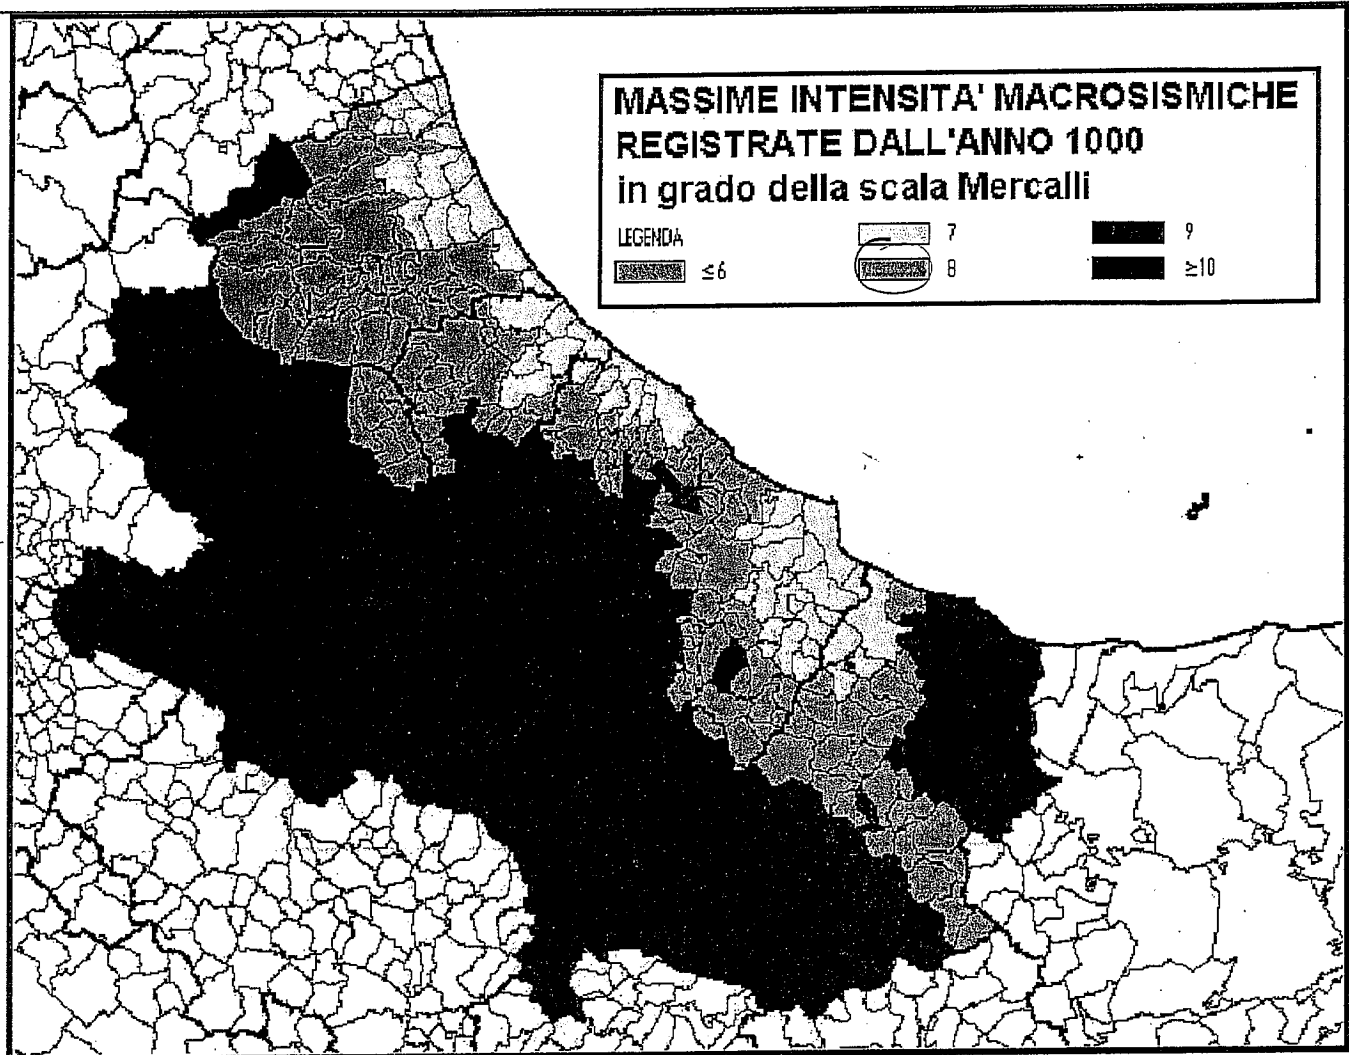 MASSIME INTENSITA' MACROSISMICHE
REGISTRATE DALL'ANNO 1000
in grado della scala Mercalli
LEGENDA
≤6
7
8
9
≥10